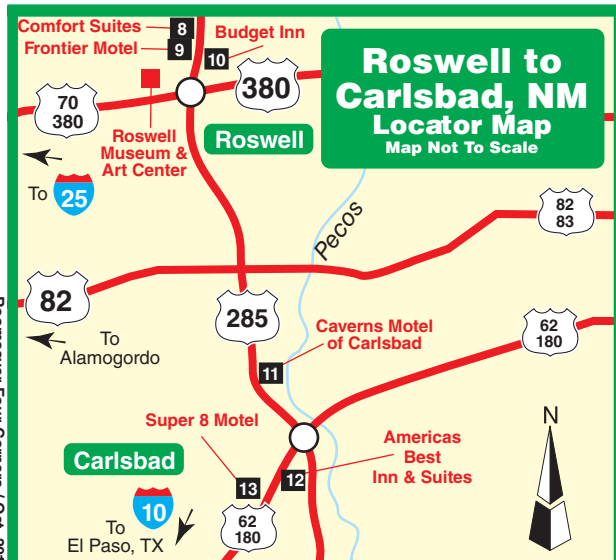 Comfort Suites
8
Frontier Motel
9
10
Budget Inn
Roswell to
Carlsbad, NM
Locator Map
Map Not To Scale
70
380
380
Roswell
Museum &
Art Center
Roswell
To
25
Pecos
82
83
82
To
Alamogordo
285
62
180
Caverns Motel
of Carlsbad
11
Super 8 Motel
Americas
Best
Inn & Suites
N
Carlsbad
13
12
10
To
El Paso, TX
62
180